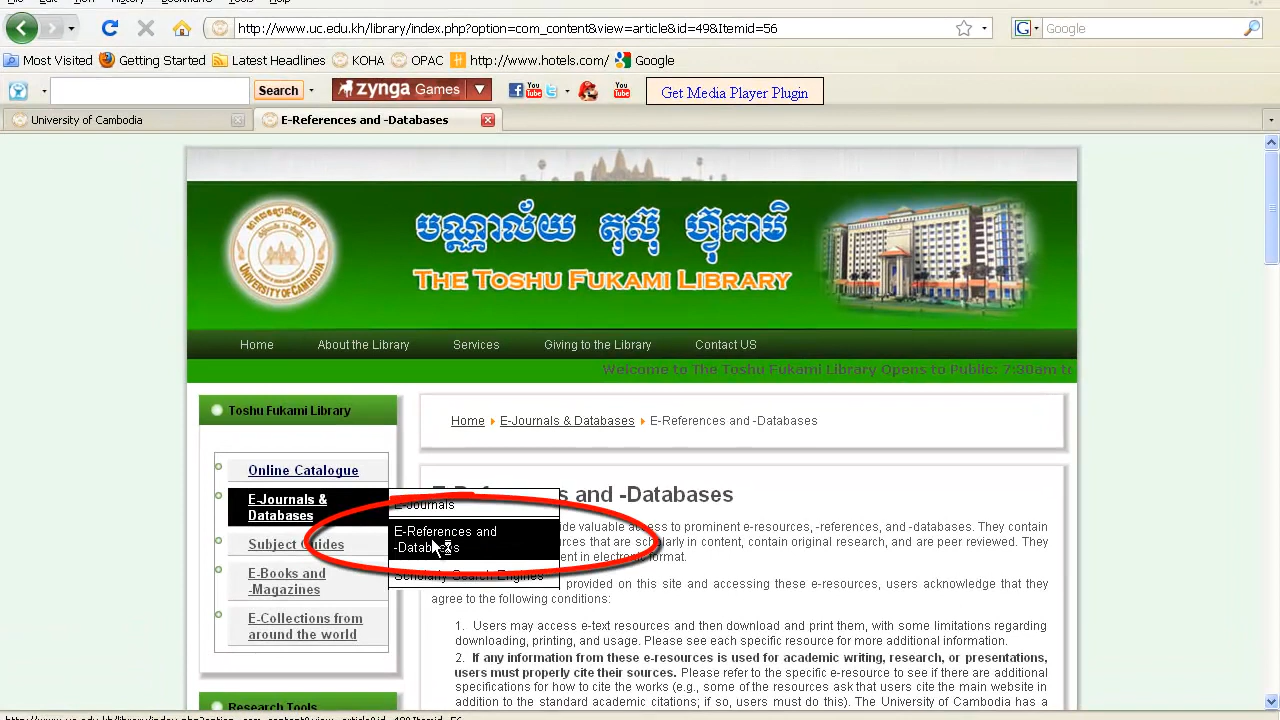 http://www.uc.edu.kh/library/index.php?option=com_content&view=article&id=49&Itemid=56
Google
Most Visited Getting Started Latest Headlines KOHA OPAC http://www.hotels.com/ Google
Search zynga Games You Tube You Tube Get Media Player Plugin
University of Cambodia E-References and -Databases
បណ្ណាល័យ តុស៊ូ ហ៊្វូកាមិ
THE TOSHU FUKAMI LIBRARY
UNIVERSITY OF CAMBODIA
Home About the Library Services Giving to the Library Contact US
Welcome to The Toshu Fukami Library Opens to Public: 7:30am
Toshu Fukami Library
Online Catalogue
E-Journals &
Databases
Subject Guides
E-Books and
-Magazines
E-Collections from
around the world
Research Tools
E-Journals
E-References and
-Databases
Scholarly Search Engines
Home E-Journals & Databases E-References and -Databases
and -Databases
valuable access to prominent e-resources, -references, and -databases. They contain
that are scholarly in content, contain original research, and are peer reviewed. They
in electronic format.
provided on this site and accessing these e-resources, users acknowledge that they
agree to the following conditions:
1. Users may access e-text resources and then download and print them, with some limitations regarding
downloading, printing, and usage. Please see each specific resource for more additional information.
2. If any information from these e-resources is used for academic writing, research, or presentations,
users must properly cite their sources. Please refer to the specific e-resource to see if there are additional
specifications for how to cite the works (e.g., some of the resources ask that users cite the main website in
addition to the standard academic citations, if so, users must do this. The University of Cambodia has a